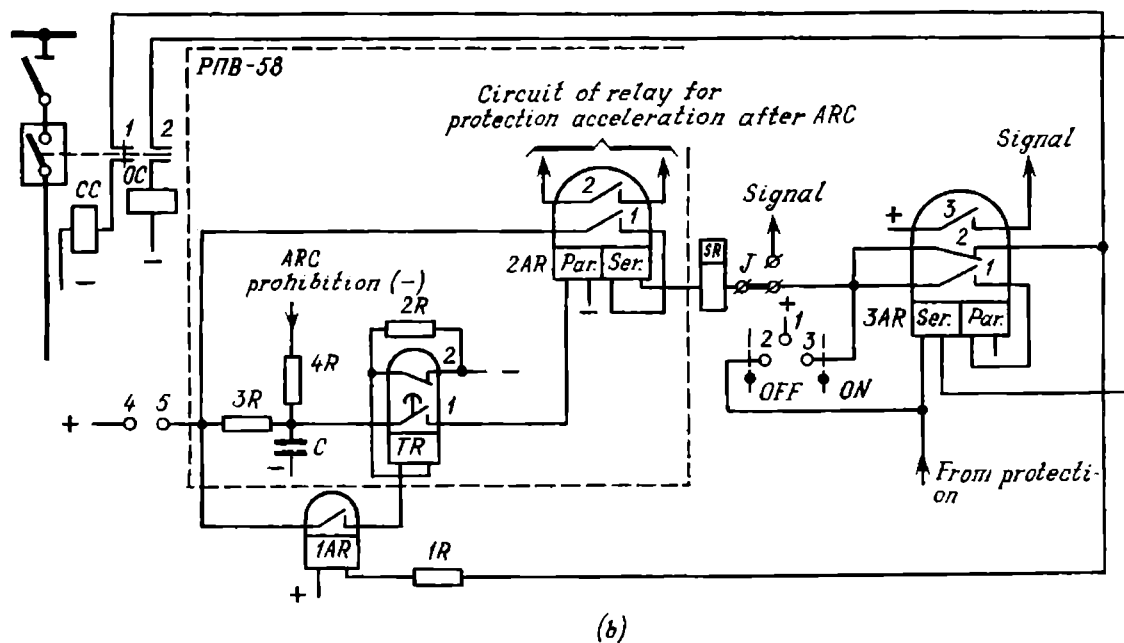 РПВ-58
Circuit of relay for
protection acceleration after ARC
Signal
1 2
CC
OC
2
1
Signal
+ 3
2
1
2AR Par. Ser.
SR
J
3AR Ser. Par.
ARC
prohibition (-)
2R
4R
2
1
+
1
2 3
OFF ON
+ 4 5
3R
C
TR
From protecti-
on
1AR
1R
+
(b)